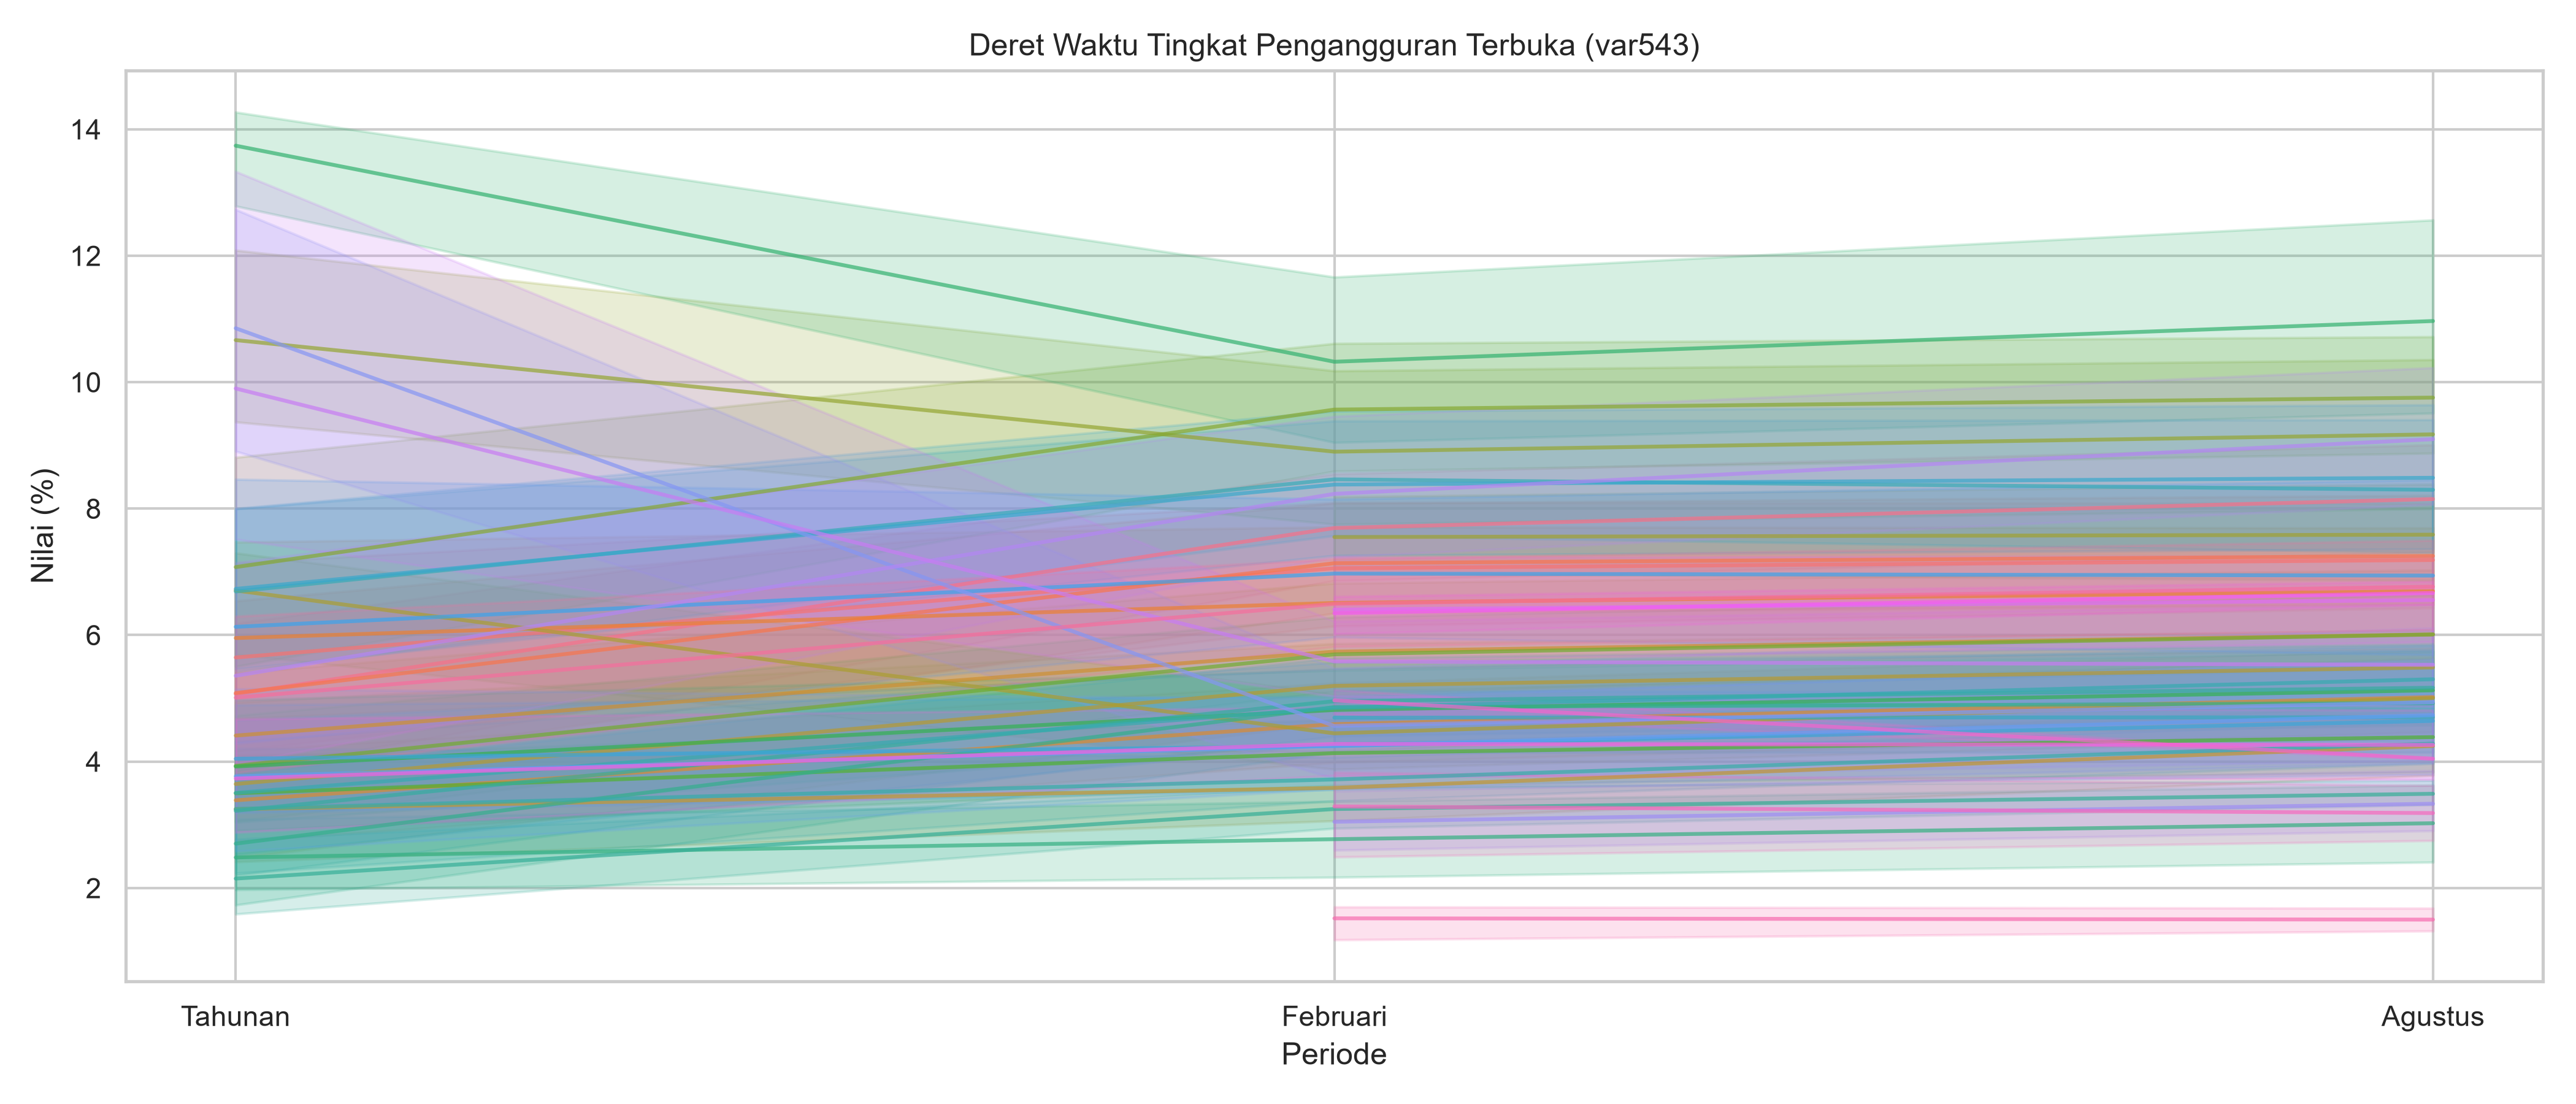 Deret Waktu Tingkat Pengangguran Terbuka (var543)
Nilai (%)
14
12
10
8
6
4
2
Tahunan
Februari
Agustus
Periode